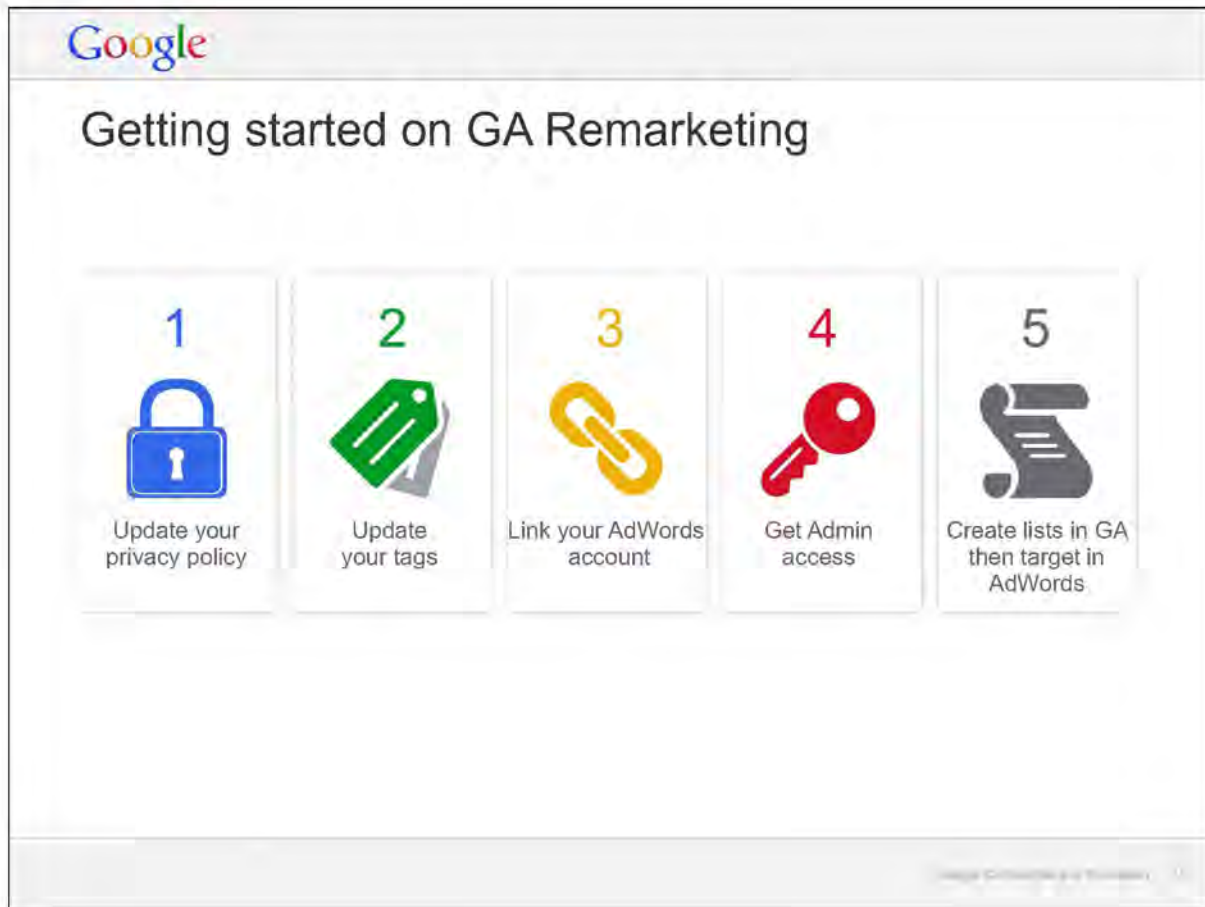 Google
Getting started on GA Remarketing
1
Update your
privacy policy
2
Update
your tags
3
Link your AdWords
account
4
Get Admin
access
5
Create lists in GA
then target in
AdWords